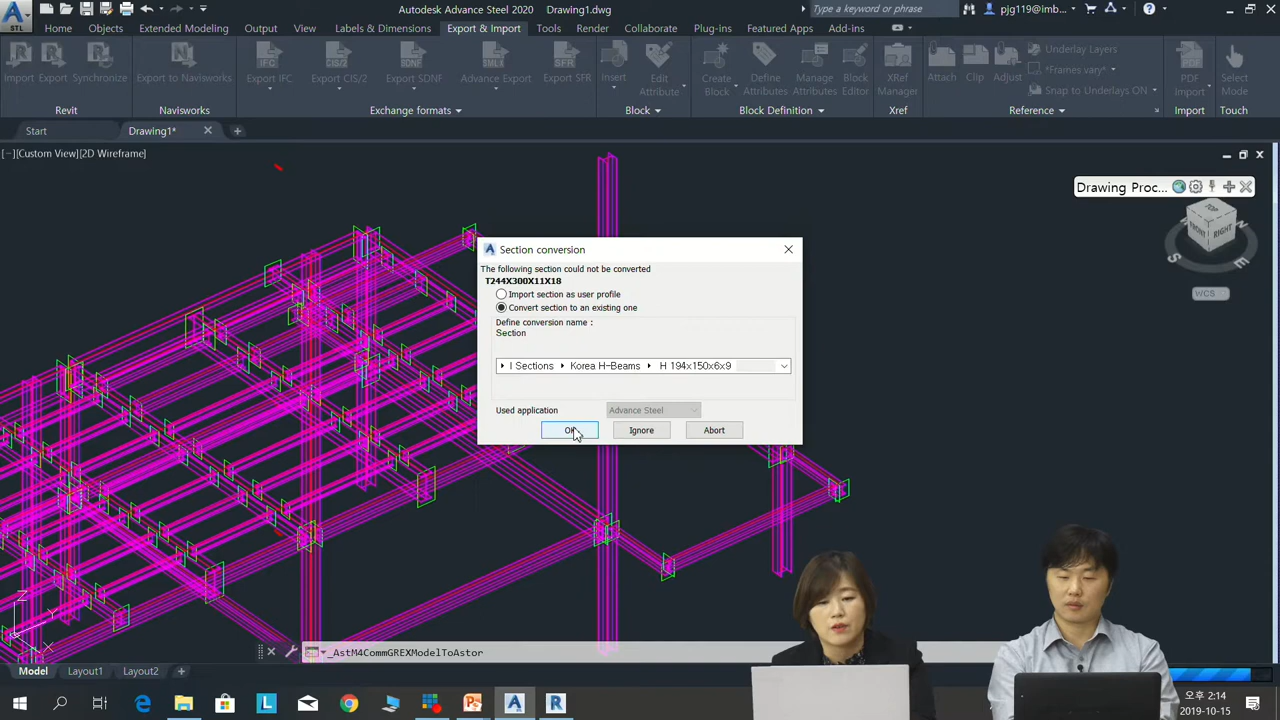 Autodesk Advance Steel 2020 Drawing1.dwg
Type a keyword or phrase
pjg119@imb...
STL
Home Objects Extended Modeling Output View Labels & Dimensions Export & Import Tools Render Collaborate Plug-ins Featured Apps Add-ins
Import Export Synchronize
Export to Navisworks
Export IFC Export CIS/2 Export SDNF Advance Export Export SFR
Insert Edit Attribute
Create Block Define Attributes Manage Attributes Block Editor
XRef Manager
Attach Clip Adjust
Underlay Layers
*Frames vary*
Snap to Underlays ON
PDF Import
Select Mode
Revit Navisworks Exchange formats Block Block Definition Xref Reference Import Touch
Start Drawing1*
[−][Custom View][2D Wireframe]
Drawing Proc...
TOP
FRONT
RIGHT
WCS
Section conversion
The following section could not be converted
T244X300X11X18
Import section as user profile
Convert section to an existing one
Define conversion name :
Section
I Sections Korea H-Beams H 194x150x6x9
Used application Advance Steel
OK Ignore Abort
Z
Y
X
_AstM4CommGREXModelToAstor
Model Layout1 Layout2
오후 2:14
2019-10-15